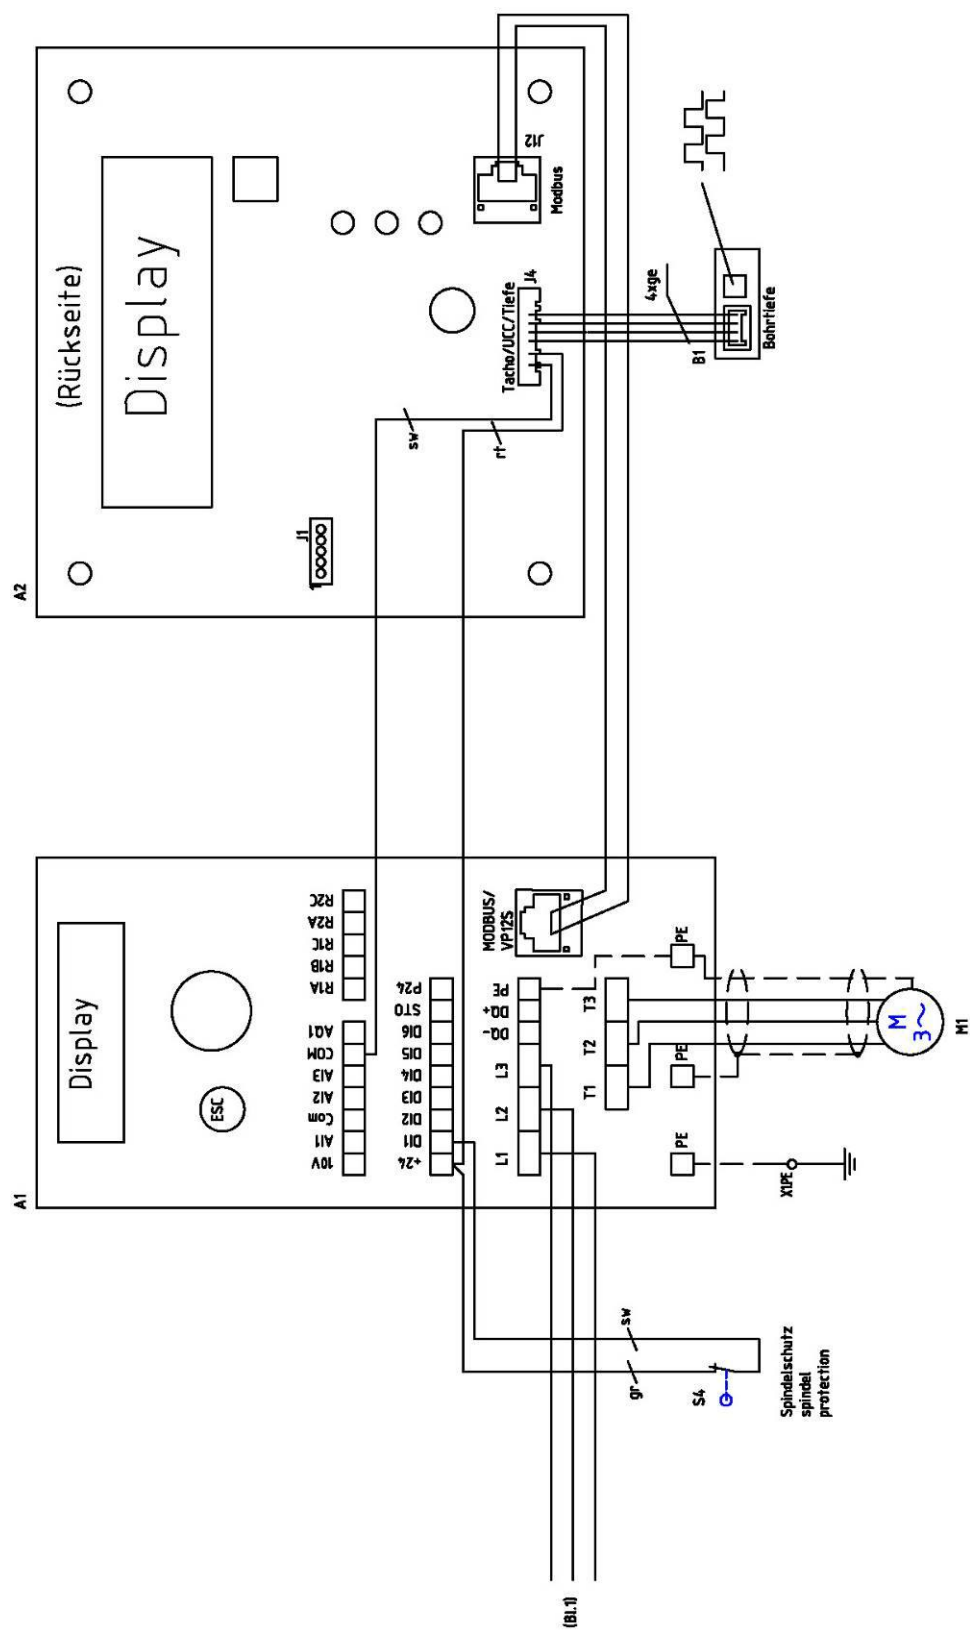 A2
(Rückseite)
Display
J1
J12
Modbus
Tacho/UCC/Tiefe
J4
sw
rt
4xge
B1
Bohrtiefe
A1
Display
ESC
10V AI1 Com AI2 AI3 COM AQ1 R1A R1B R1C R2A R2C
+24 DI1 DI2 DI3 DI4 DI5 DI6 STO P24
L1 L2 L3 DQ- DQ+ PE
MODBUS/
VP12S
T1 T2 T3
PE PE PE
X1PE
M
3~
M1
gr sw
S4
Spindelschutz
spindel
protection
(Bl.1)